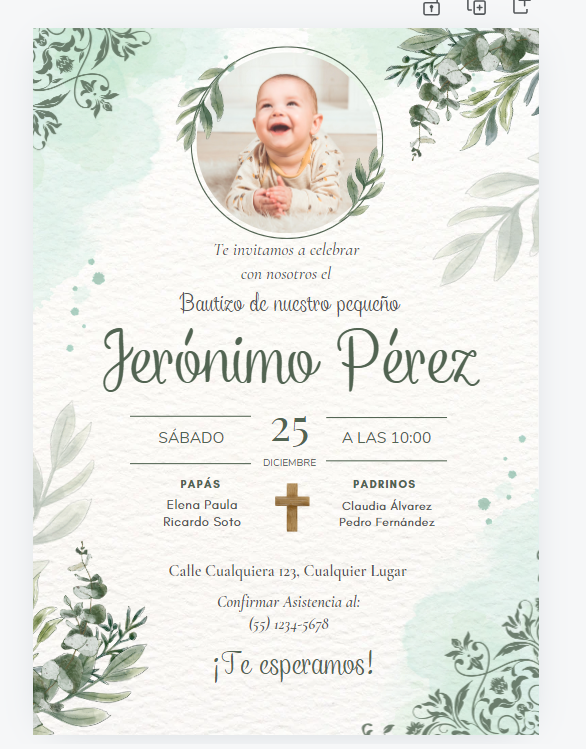 Te invitamos a celebrar
con nosotros el
Bautizo de nuestro pequeño
Jerónimo Pérez
SÁBADO
25
DICIEMBRE
A LAS 10:00
PAPÁS
Elena Paula
Ricardo Soto
PADRINOS
Claudia Álvarez
Pedro Fernández
Calle Cualquiera 123, Cualquier Lugar
Confirmar Asistencia al:
(55) 1234-5678
¡Te esperamos!